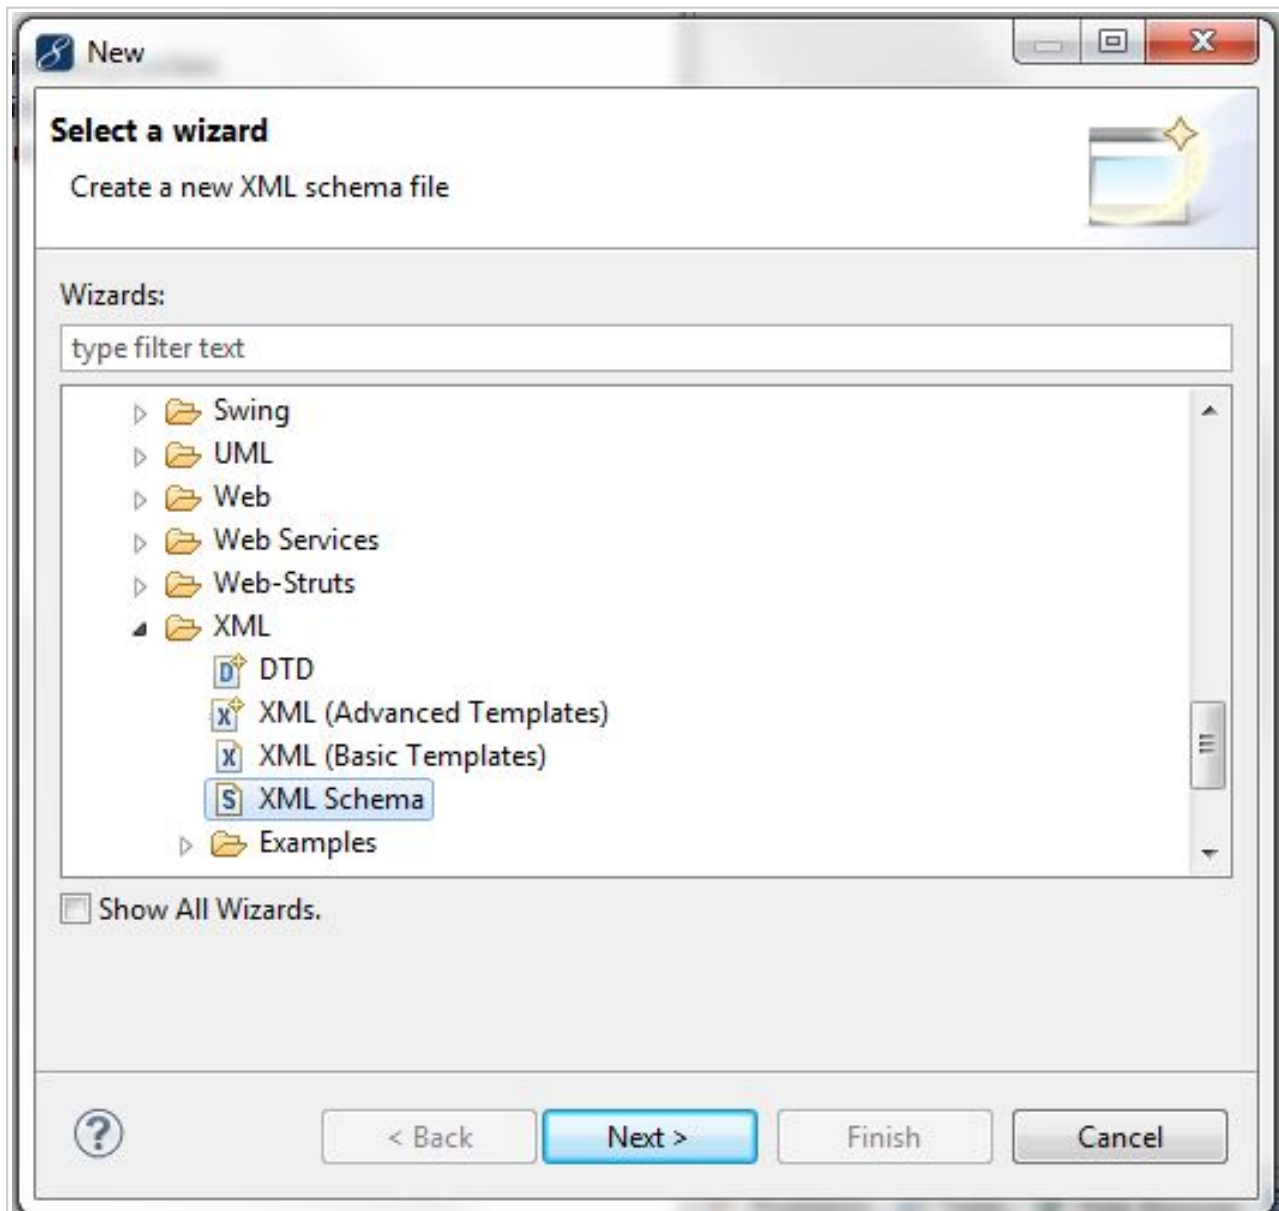 New
Select a wizard
Create a new XML schema file
Wizards:
type filter text
Swing
UML
Web
Web Services
Web-Struts
XML
DTD
XML (Advanced Templates)
XML (Basic Templates)
XML Schema
Examples
Show All Wizards.
< Back Next > Finish Cancel